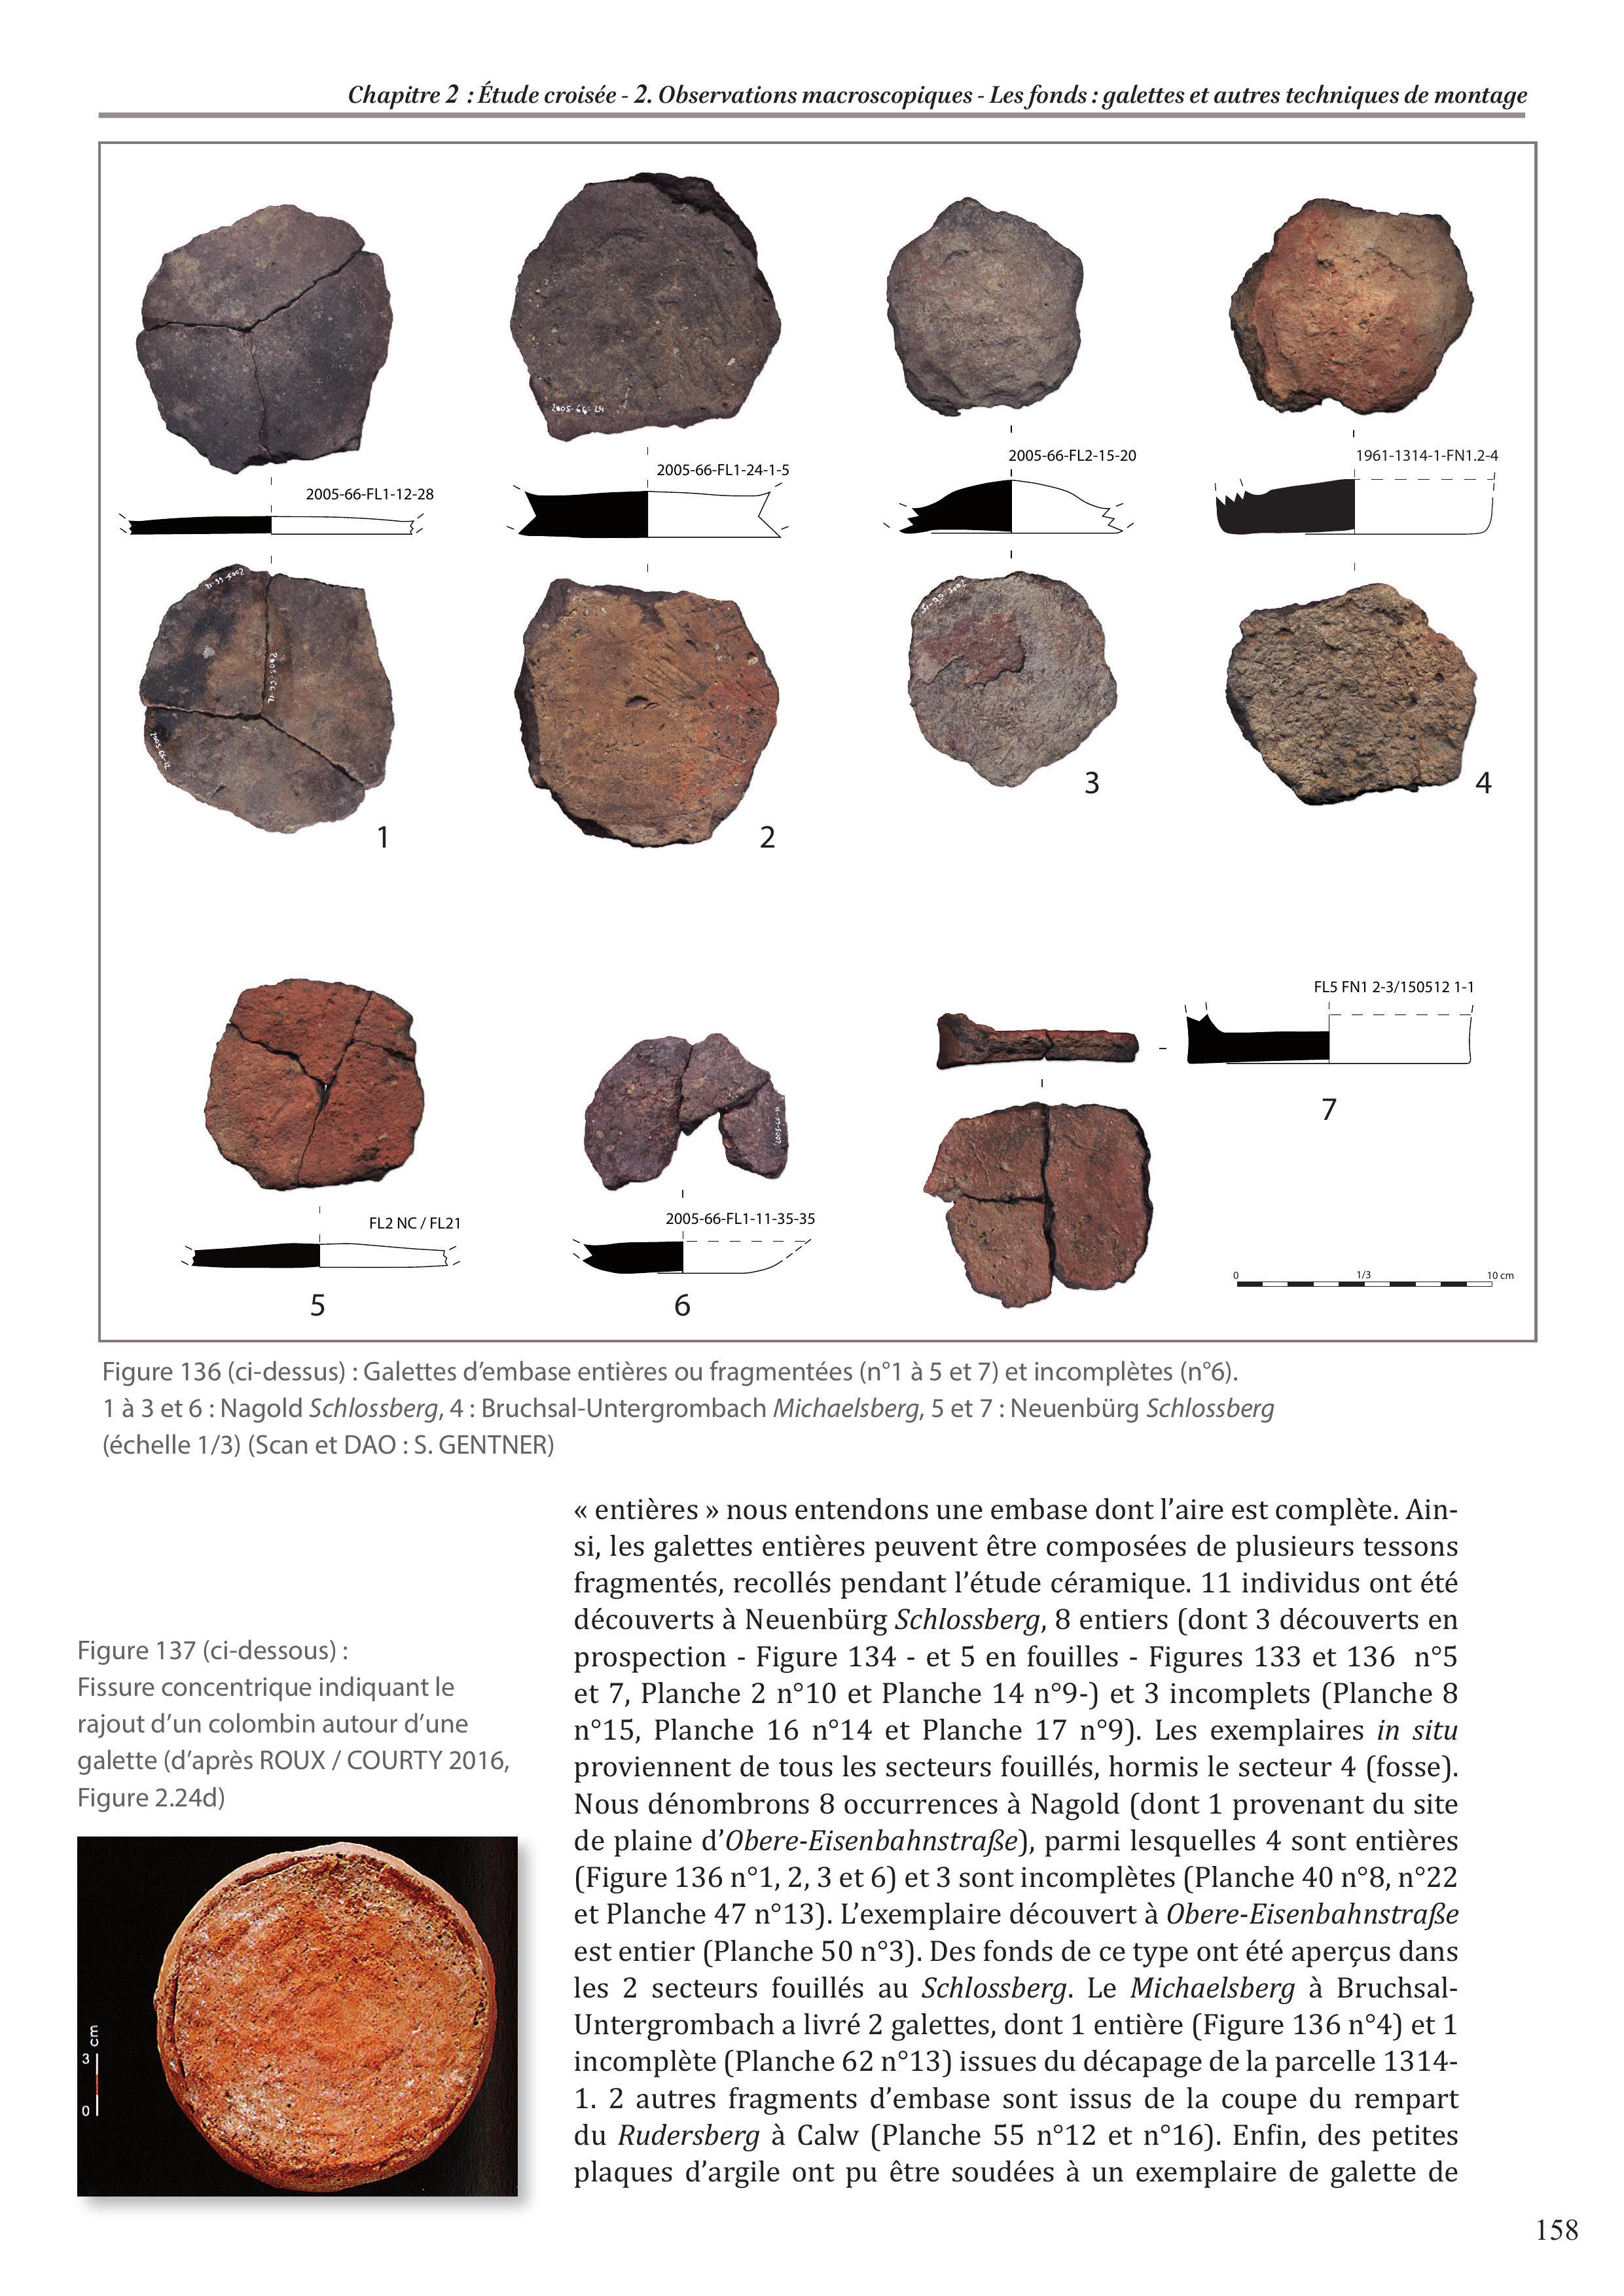 Chapitre 2 : Étude croisée - 2. Observations macroscopiques - Les fonds : galettes et autres techniques de montage
2005-66-24
2005-66-FL1-12-28
2005-66-FL1-24-1-5
2005-66-FL2-15-20
1961-1314-1-FN1.2-4
2005-66-12
2005-66-12
1
2
3
4
FL5 FN1 2-3/150512 1-1
7
FL2 NC / FL21
2005-66-FL1-11-35-35
5
6
0 1/3 10 cm
Figure 136 (ci-dessus) : Galettes d’embase entières ou fragmentées (n°1 à 5 et 7) et incomplètes (n°6).
1 à 3 et 6 : Nagold Schlossberg, 4 : Bruchsal-Untergrombach Michaelsberg, 5 et 7 : Neuenbürg Schlossberg
(échelle 1/3) (Scan et DAO : S. GENTNER)
« entières » nous entendons une embase dont l’aire est complète. Ain-
si, les galettes entières peuvent être composées de plusieurs tessons
fragmentés, recollés pendant l’étude céramique. 11 individus ont été
découverts à Neuenbürg Schlossberg, 8 entiers (dont 3 découverts en
prospection - Figure 134 - et 5 en fouilles - Figures 133 et 136 n°5
et 7, Planche 2 n°10 et Planche 14 n°9-) et 3 incomplets (Planche 8
n°15, Planche 16 n°14 et Planche 17 n°9). Les exemplaires in situ
proviennent de tous les secteurs fouillés, hormis le secteur 4 (fosse).
Nous dénombrons 8 occurrences à Nagold (dont 1 provenant du site
de plaine d’Obere-Eisenbahnstraße), parmi lesquelles 4 sont entières
(Figure 136 n°1, 2, 3 et 6) et 3 sont incomplètes (Planche 40 n°8, n°22
et Planche 47 n°13). L’exemplaire découvert à Obere-Eisenbahnstraße
est entier (Planche 50 n°3). Des fonds de ce type ont été aperçus dans
les 2 secteurs fouillés au Schlossberg. Le Michaelsberg à Bruchsal-
Untergrombach a livré 2 galettes, dont 1 entière (Figure 136 n°4) et 1
incomplète (Planche 62 n°13) issues du décapage de la parcelle 1314-
1. 2 autres fragments d’embase sont issus de la coupe du rempart
du Rudersberg à Calw (Planche 55 n°12 et n°16). Enfin, des petites
plaques d’argile ont pu être soudées à un exemplaire de galette de
Figure 137 (ci-dessous) :
Fissure concentrique indiquant le
rajout d’un colombin autour d’une
galette (d’après ROUX / COURTY 2016,
Figure 2.24d)
cm
3
0
158